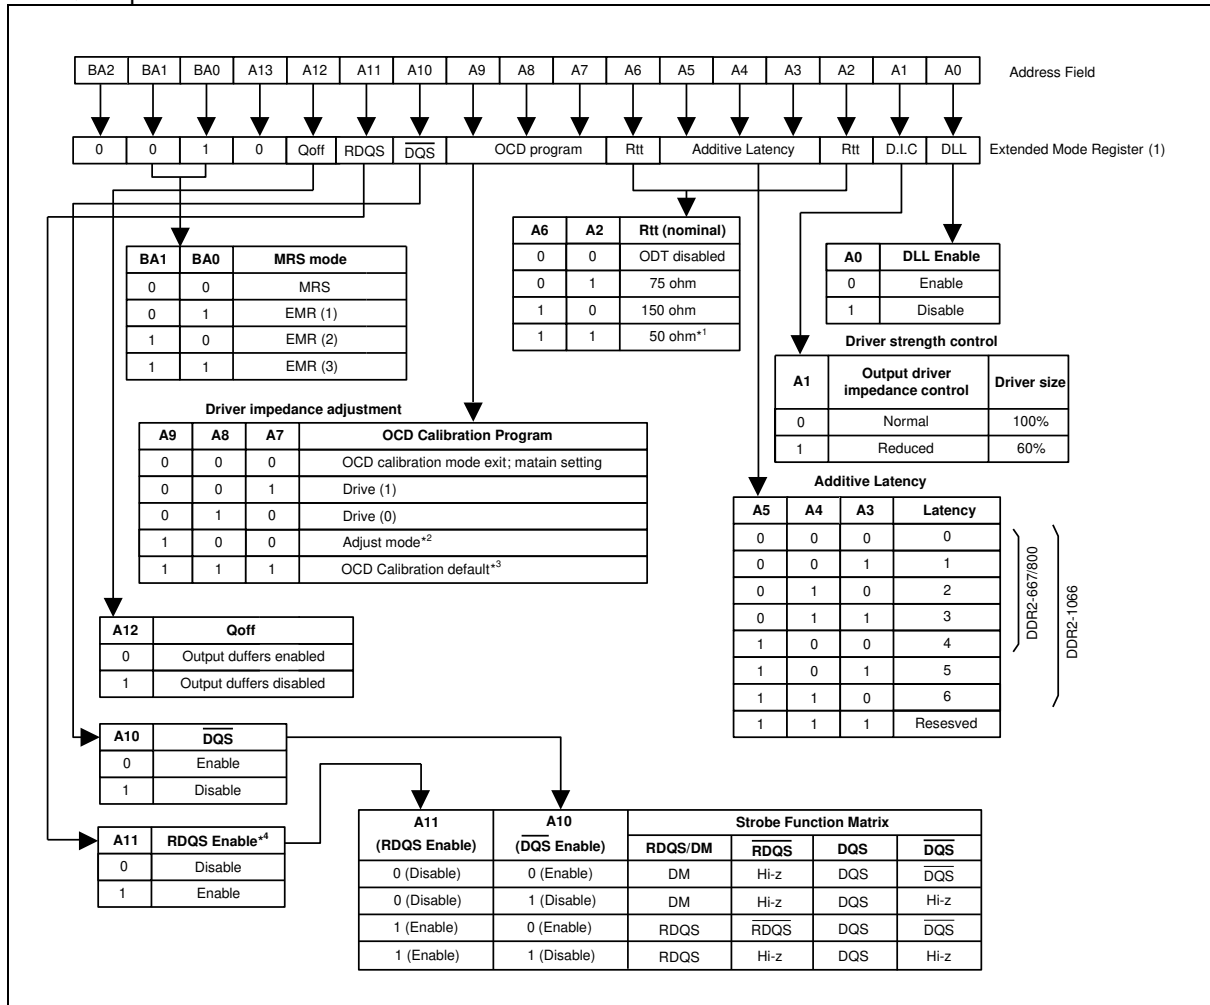 BA2 BA1 BA0 A13 A12 A11 A10 A9 A8 A7 A6 A5 A4 A3 A2 A1 A0 Address Field
0 0 1 0 Qoff RDQS D̅Q̅S̅ OCD program Rtt Additive Latency Rtt D.I.C DLL Extended Mode Register (1)
BA1 BA0 MRS mode
0 0 MRS
0 1 EMR (1)
1 0 EMR (2)
1 1 EMR (3)
A6 A2 Rtt (nominal)
0 0 ODT disabled
0 1 75 ohm
1 0 150 ohm
1 1 50 ohm*1
A0 DLL Enable
0 Enable
1 Disable
Driver strength control
A1 Output driver impedance control Driver size
0 Normal 100%
1 Reduced 60%
Driver impedance adjustment
A9 A8 A7 OCD Calibration Program
0 0 0 OCD calibration mode exit; matain setting
0 0 1 Drive (1)
0 1 0 Drive (0)
1 0 0 Adjust mode*2
1 1 1 OCD Calibration default*3
Additive Latency
A5 A4 A3 Latency
0 0 0 0
0 0 1 1
0 1 0 2
0 1 1 3
1 0 0 4
1 0 1 5
1 1 0 6
1 1 1 Resesved
DDR2-667/800
DDR2-1066
A12 Qoff
0 Output duffers enabled
1 Output duffers disabled
A10 D̅Q̅S̅
0 Enable
1 Disable
A11 RDQS Enable*4
0 Disable
1 Enable
A11 (RDQS Enable) A10 (D̅Q̅S̅ Enable) Strobe Function Matrix
RDQS/DM R̅D̅Q̅S̅ DQS D̅Q̅S̅
0 (Disable) 0 (Enable) DM Hi-z DQS D̅Q̅S̅
0 (Disable) 1 (Disable) DM Hi-z DQS Hi-z
1 (Enable) 0 (Enable) RDQS R̅D̅Q̅S̅ DQS D̅Q̅S̅
1 (Enable) 1 (Disable) RDQS Hi-z DQS Hi-z